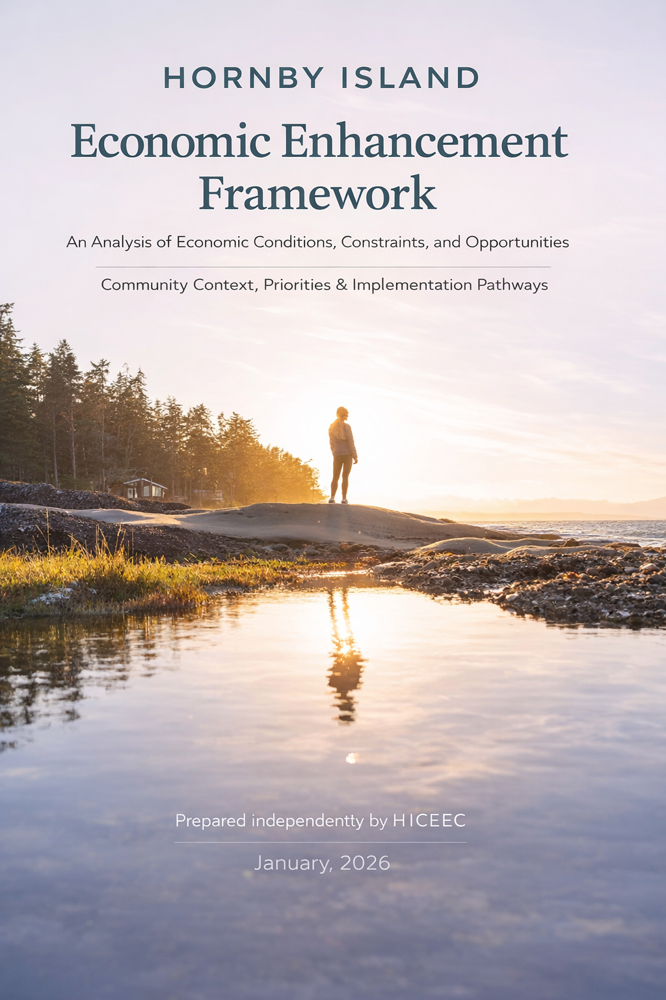 HORNBY ISLAND
Economic Enhancement
Framework
An Analysis of Economic Conditions, Constraints, and Opportunities
Community Context, Priorities & Implementation Pathways
Prepared independentty by HICEEC
January, 2026